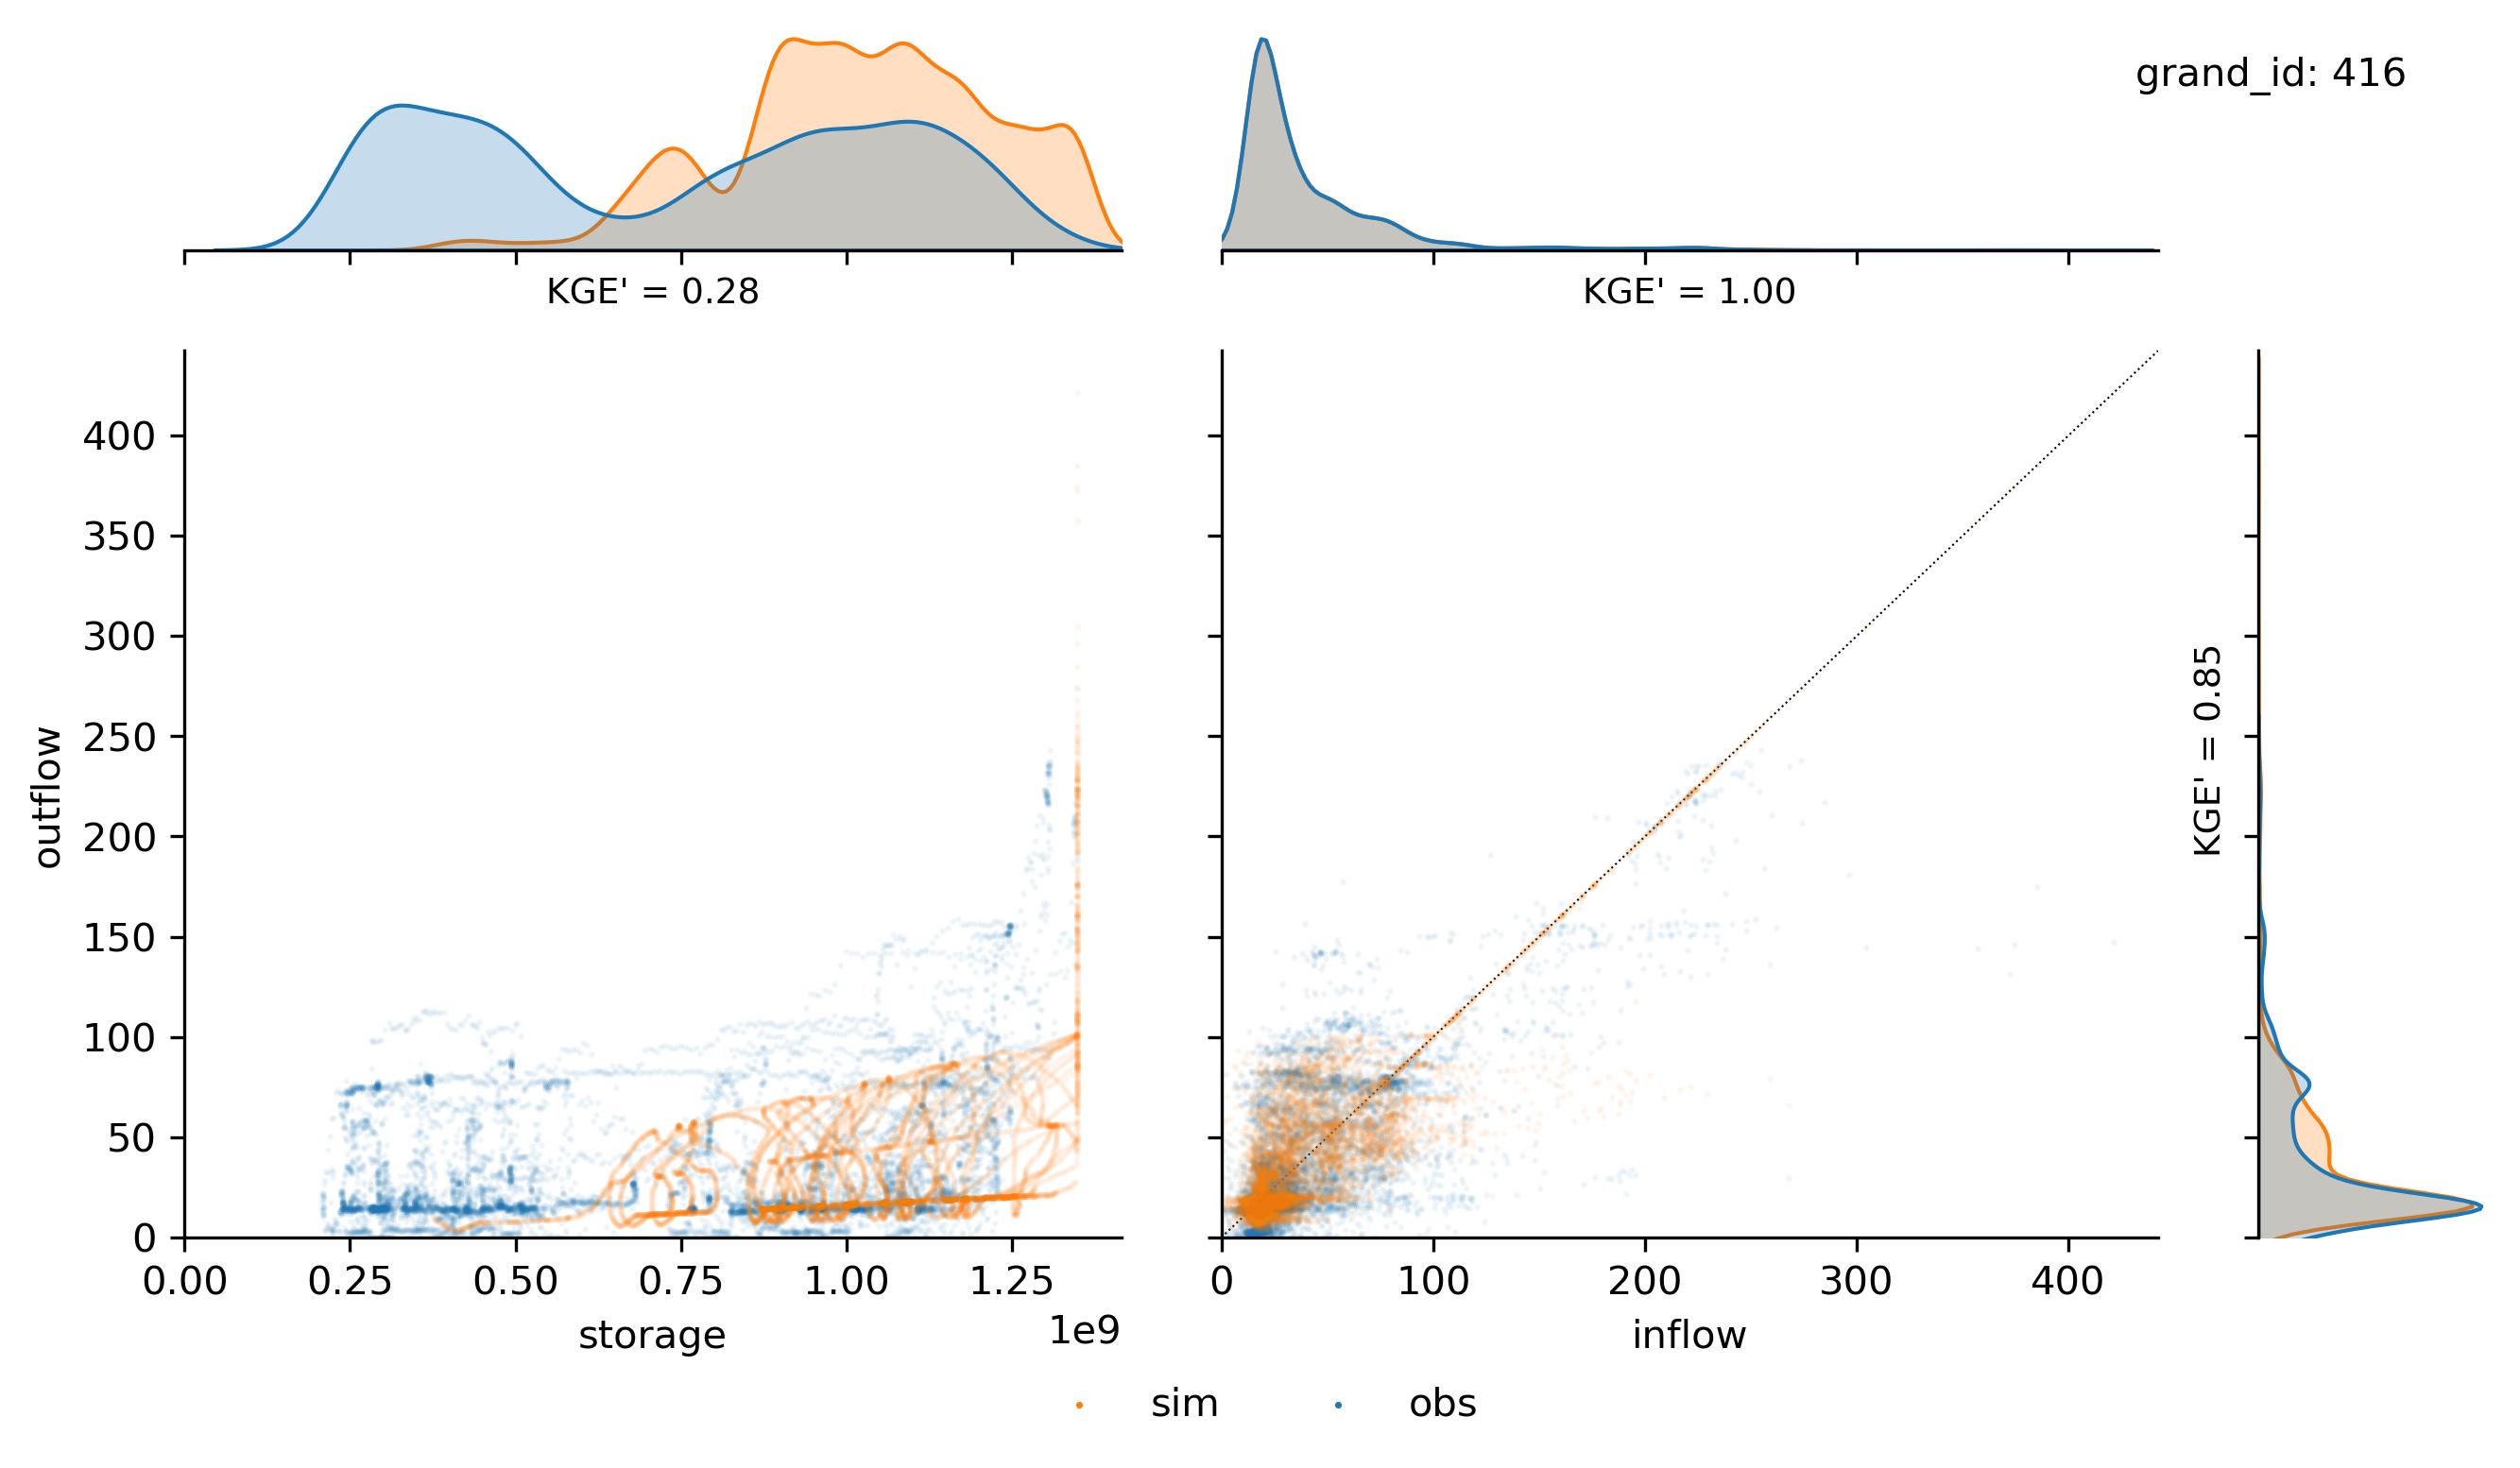 grand_id: 416
KGE' = 0.28
KGE' = 1.00
outflow
400
350
300
250
200
150
100
50
0
KGE' = 0.85
0.00 0.25 0.50 0.75 1.00 1.25
1e9
storage
0 100 200 300 400
inflow
sim obs